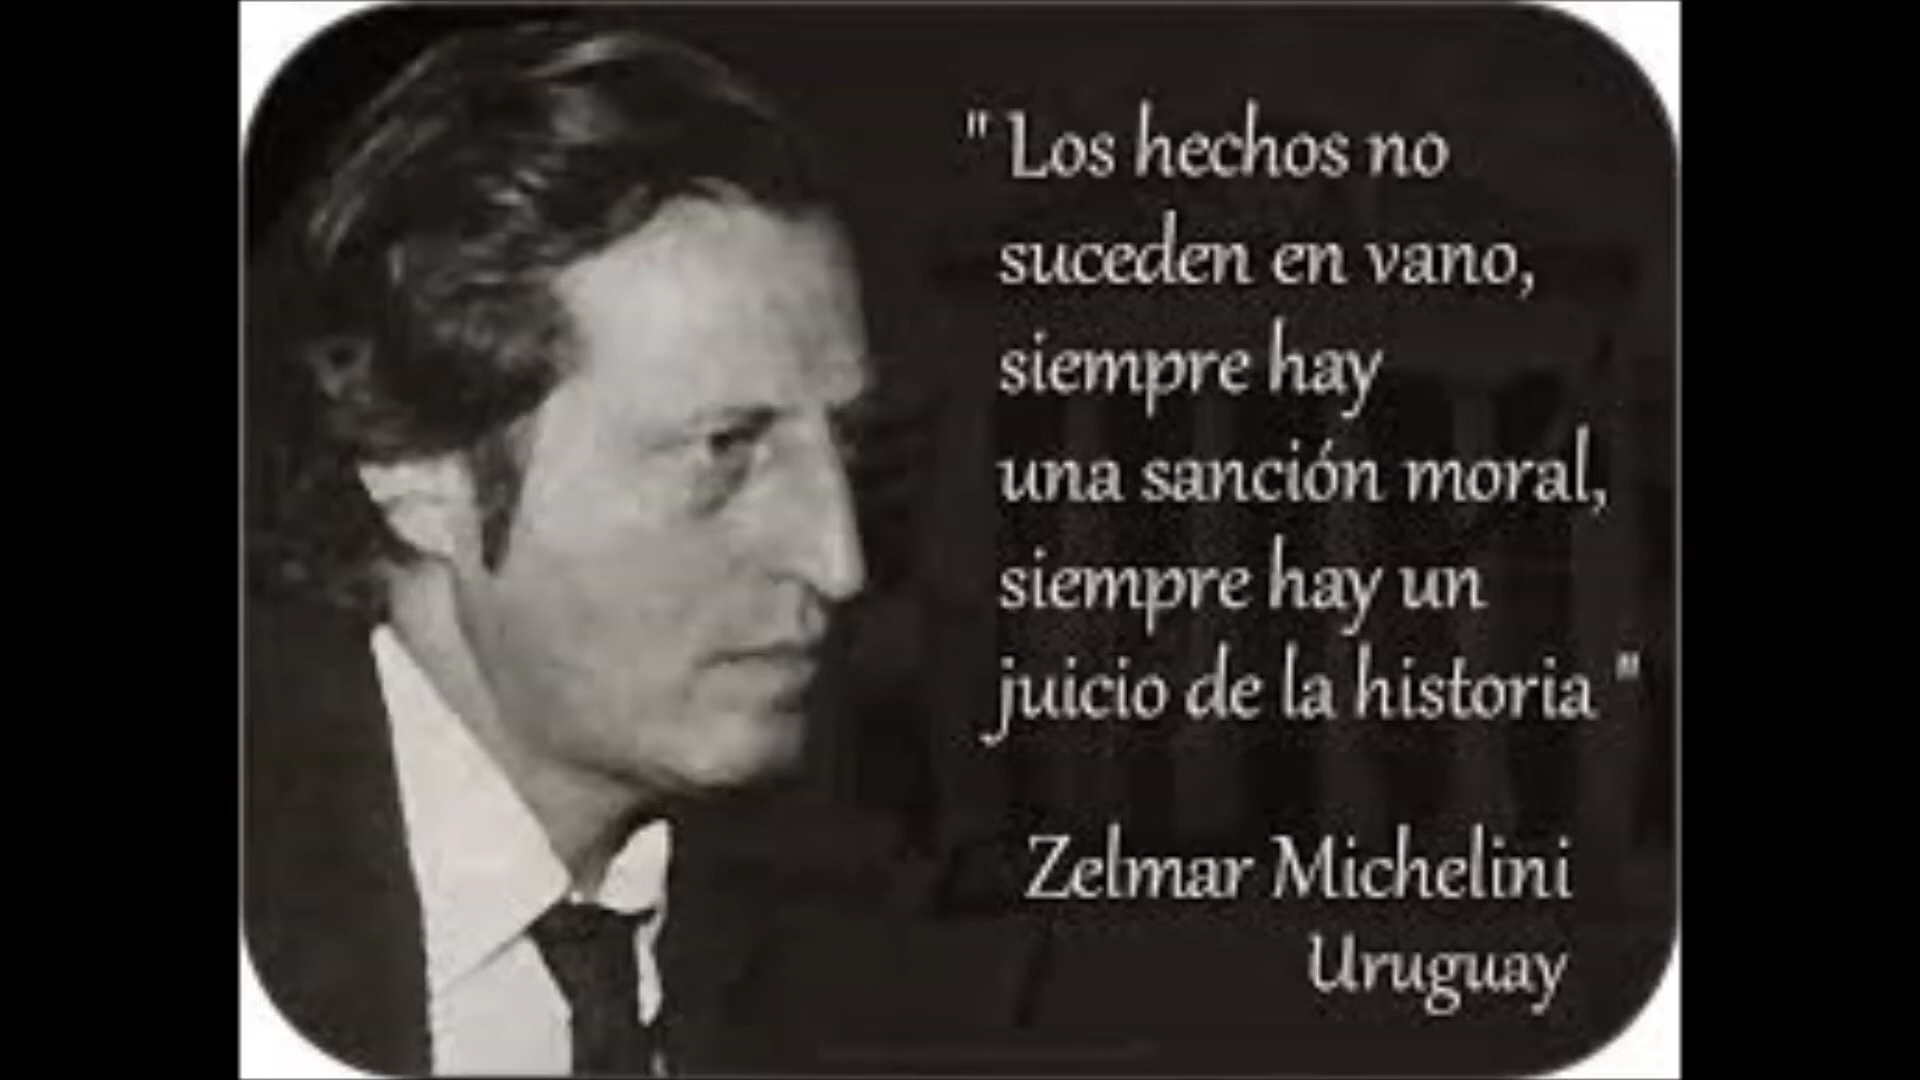 " Los hechos no
suceden en vano,
siempre hay
una sanción moral,
siempre hay un
juicio de la historia "
Zelmar Michelini
Uruguay